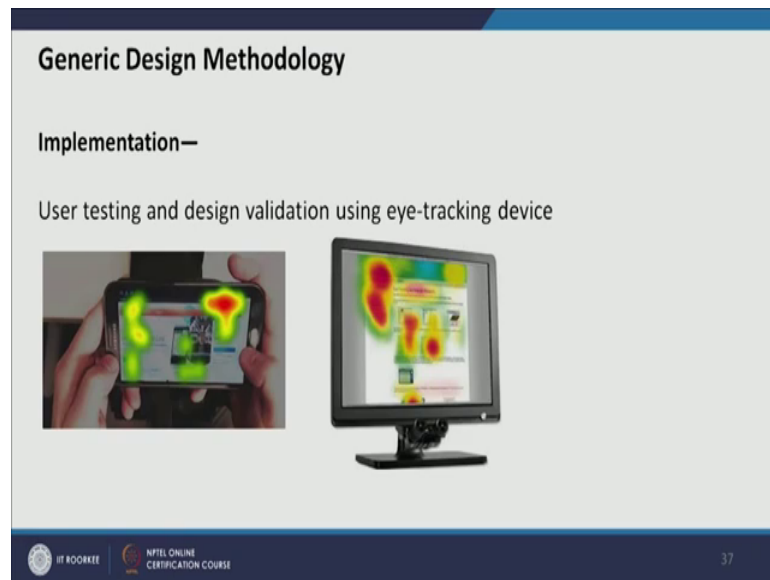 Generic Design Methodology
Implementation—
User testing and design validation using eye-tracking device
IIT ROORKEE
NPTEL ONLINE
CERTIFICATION COURSE
37